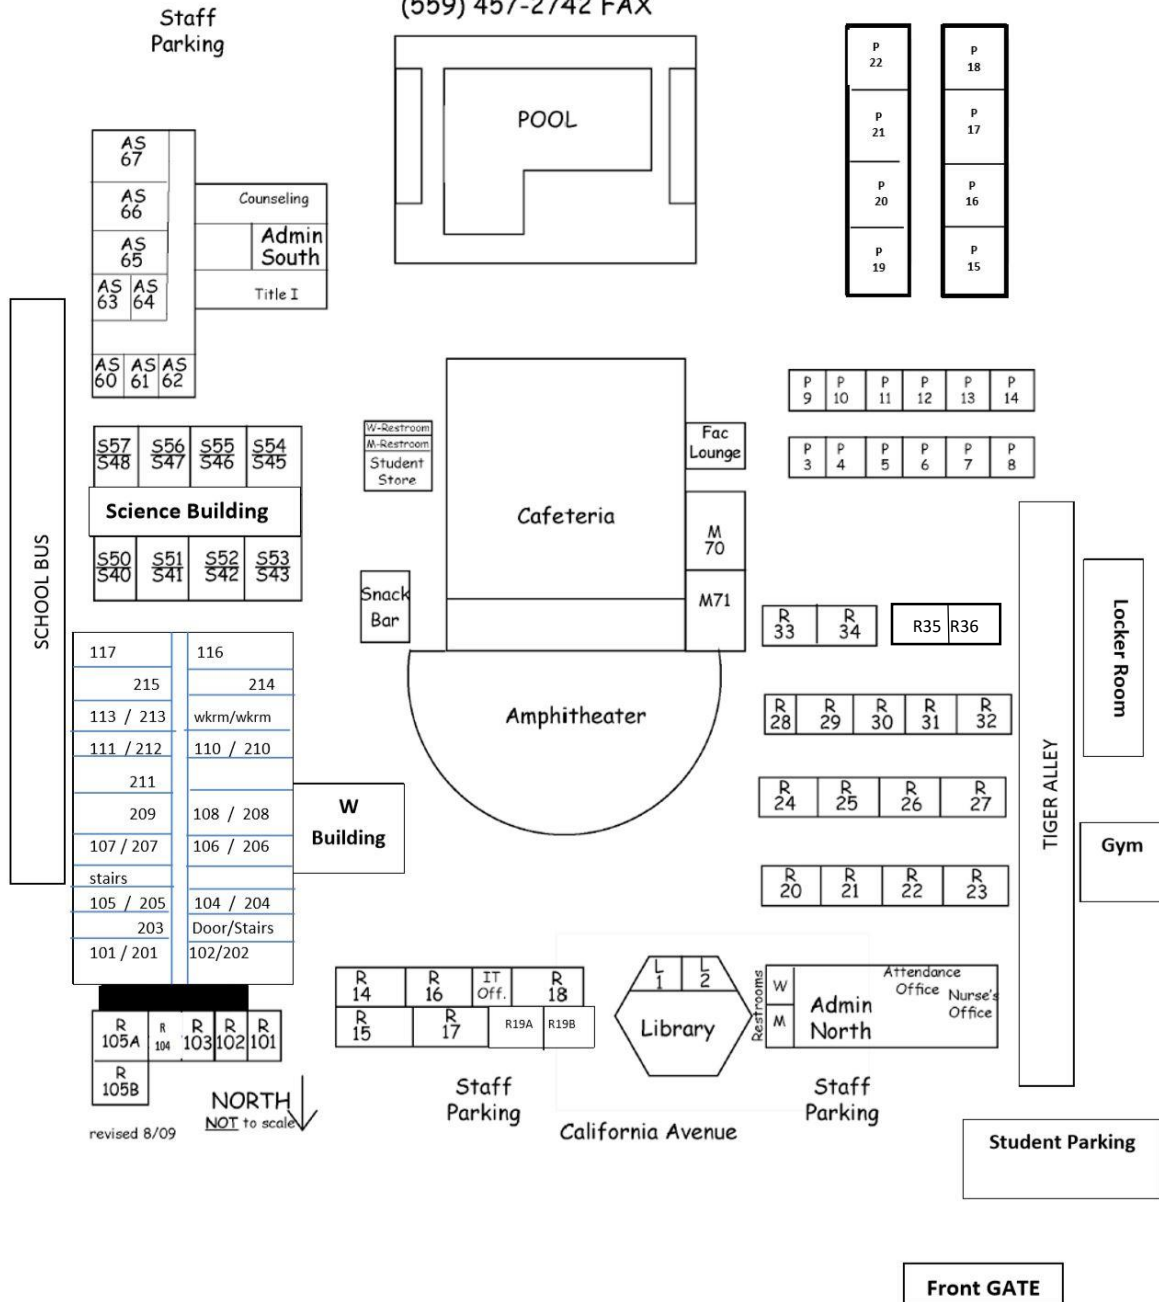 (559) 457-2742 FAX
Staff
Parking
POOL
P
22
P
21
P
20
P
19
P
18
P
17
P
16
P
15
AS
67
AS
66
AS
65
AS
63
AS
64
AS
60
AS
61
AS
62
Counseling
Admin
South
Title I
SCHOOL BUS
S57
S48
S56
S47
S55
S46
S54
S45
Science Building
S50
S40
S51
S41
S52
S42
S53
S43
W-Restroom
M-Restroom
Student
Store
Snack
Bar
Cafeteria
Fac
Lounge
M
70
M71
Amphitheater
P
9
P
10
P
11
P
12
P
13
P
14
P
3
P
4
P
5
P
6
P
7
P
8
R
33
R
34
R35
R36
R
28
R
29
R
30
R
31
R
32
R
24
R
25
R
26
R
27
R
20
R
21
R
22
R
23
TIGER ALLEY
Locker Room
Gym
117
116
215
214
113 / 213
wkrm/wkrm
111 / 212
110 / 210
211
209
108 / 208
107 / 207
106 / 206
stairs
105 / 205
104 / 204
203
Door/Stairs
101 / 201
102/202
W
Building
R
105A
R
104
R
103
R
102
R
101
R
105B
NORTH
NOT to scale
revised 8/09
R
14
R
16
IT
Off.
R
18
R
15
R
17
R19A
R19B
L
1
L
2
Library
Restrooms
W
M
Admin
North
Attendance
Office
Nurse's
Office
Staff
Parking
Staff
Parking
California Avenue
Student Parking
Front GATE